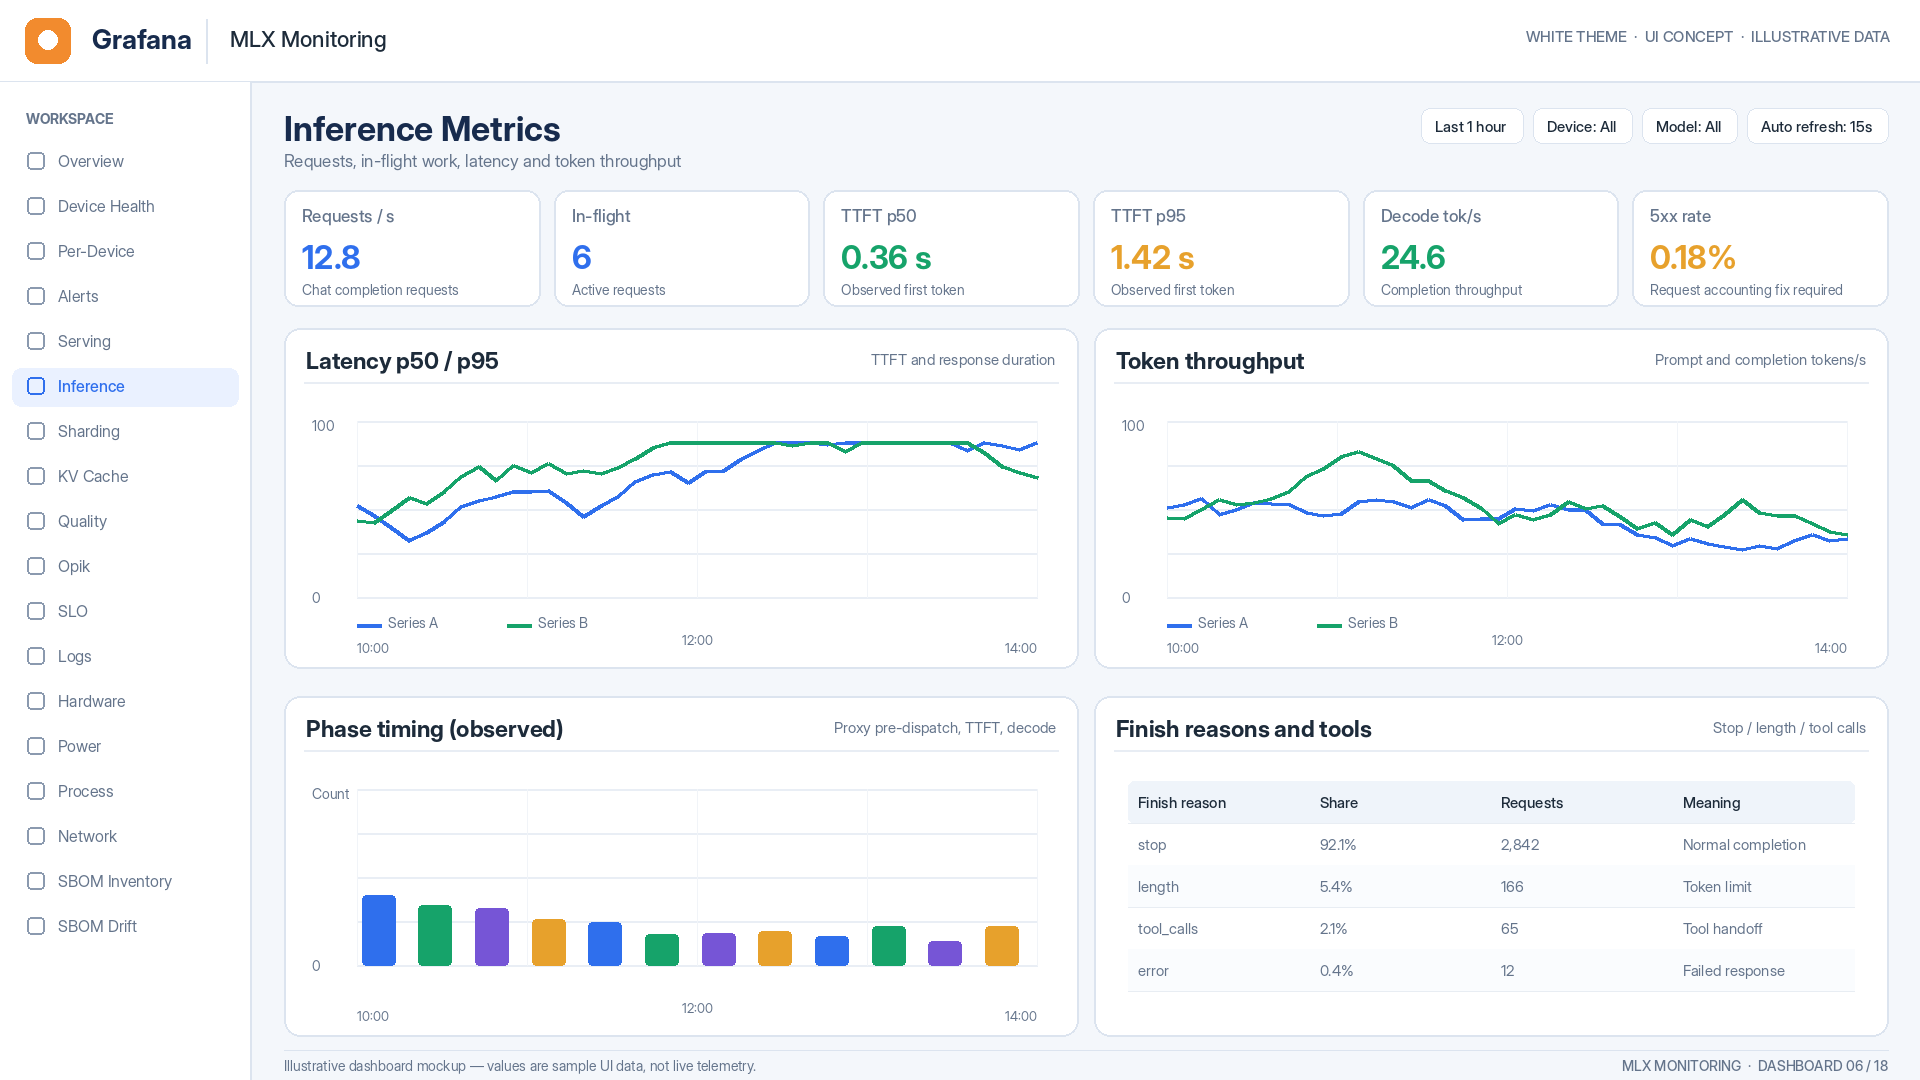 Grafana
MLX Monitoring
WHITE THEME · UI CONCEPT · ILLUSTRATIVE DATA
WORKSPACE
Overview
Device Health
Per-Device
Alerts
Serving
Inference
Sharding
KV Cache
Quality
Opik
SLO
Logs
Hardware
Power
Process
Network
SBOM Inventory
SBOM Drift
Inference Metrics
Requests, in-flight work, latency and token throughput
Last 1 hour
Device: All
Model: All
Auto refresh: 15s
Requests / s
12.8
Chat completion requests
In-flight
6
Active requests
TTFT p50
0.36 s
Observed first token
TTFT p95
1.42 s
Observed first token
Decode tok/s
24.6
Completion throughput
5xx rate
0.18%
Request accounting fix required
Latency p50 / p95
TTFT and response duration
100
0
Series A
Series B
10:00
12:00
14:00
Token throughput
Prompt and completion tokens/s
100
0
Series A
Series B
10:00
12:00
14:00
Phase timing (observed)
Proxy pre-dispatch, TTFT, decode
Count
0
10:00
12:00
14:00
Finish reasons and tools
Stop / length / tool calls
Finish reason Share Requests Meaning
stop 92.1% 2,842 Normal completion
length 5.4% 166 Token limit
tool_calls 2.1% 65 Tool handoff
error 0.4% 12 Failed response
Illustrative dashboard mockup — values are sample UI data, not live telemetry.
MLX MONITORING · DASHBOARD 06 / 18